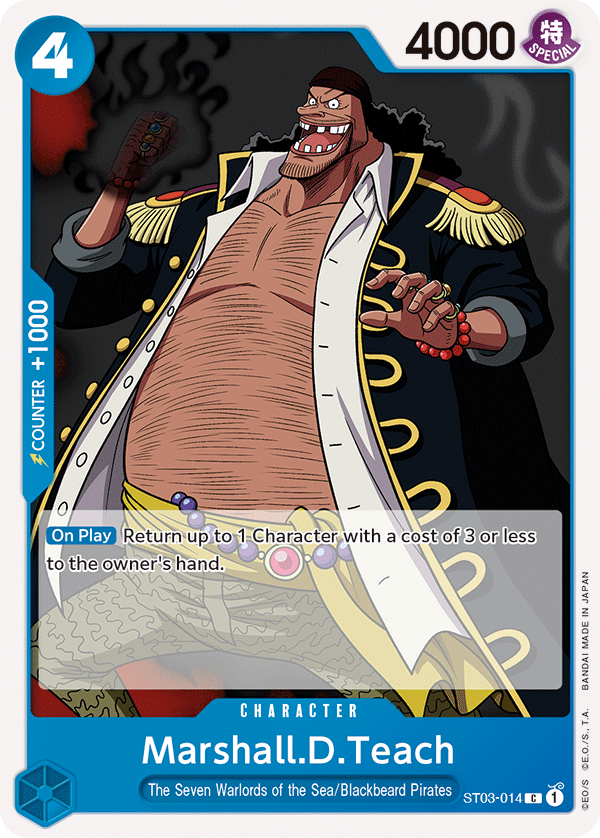 4
4000
特
SPECIAL
COUNTER +1000
On Play Return up to 1 Character with a cost of 3 or less
to the owner's hand.
CHARACTER
Marshall.D.Teach
The Seven Warlords of the Sea/Blackbeard Pirates
ST03-014 C 1
©E.O/S ©E.O./S., T.A. BANDAI MADE IN JAPAN